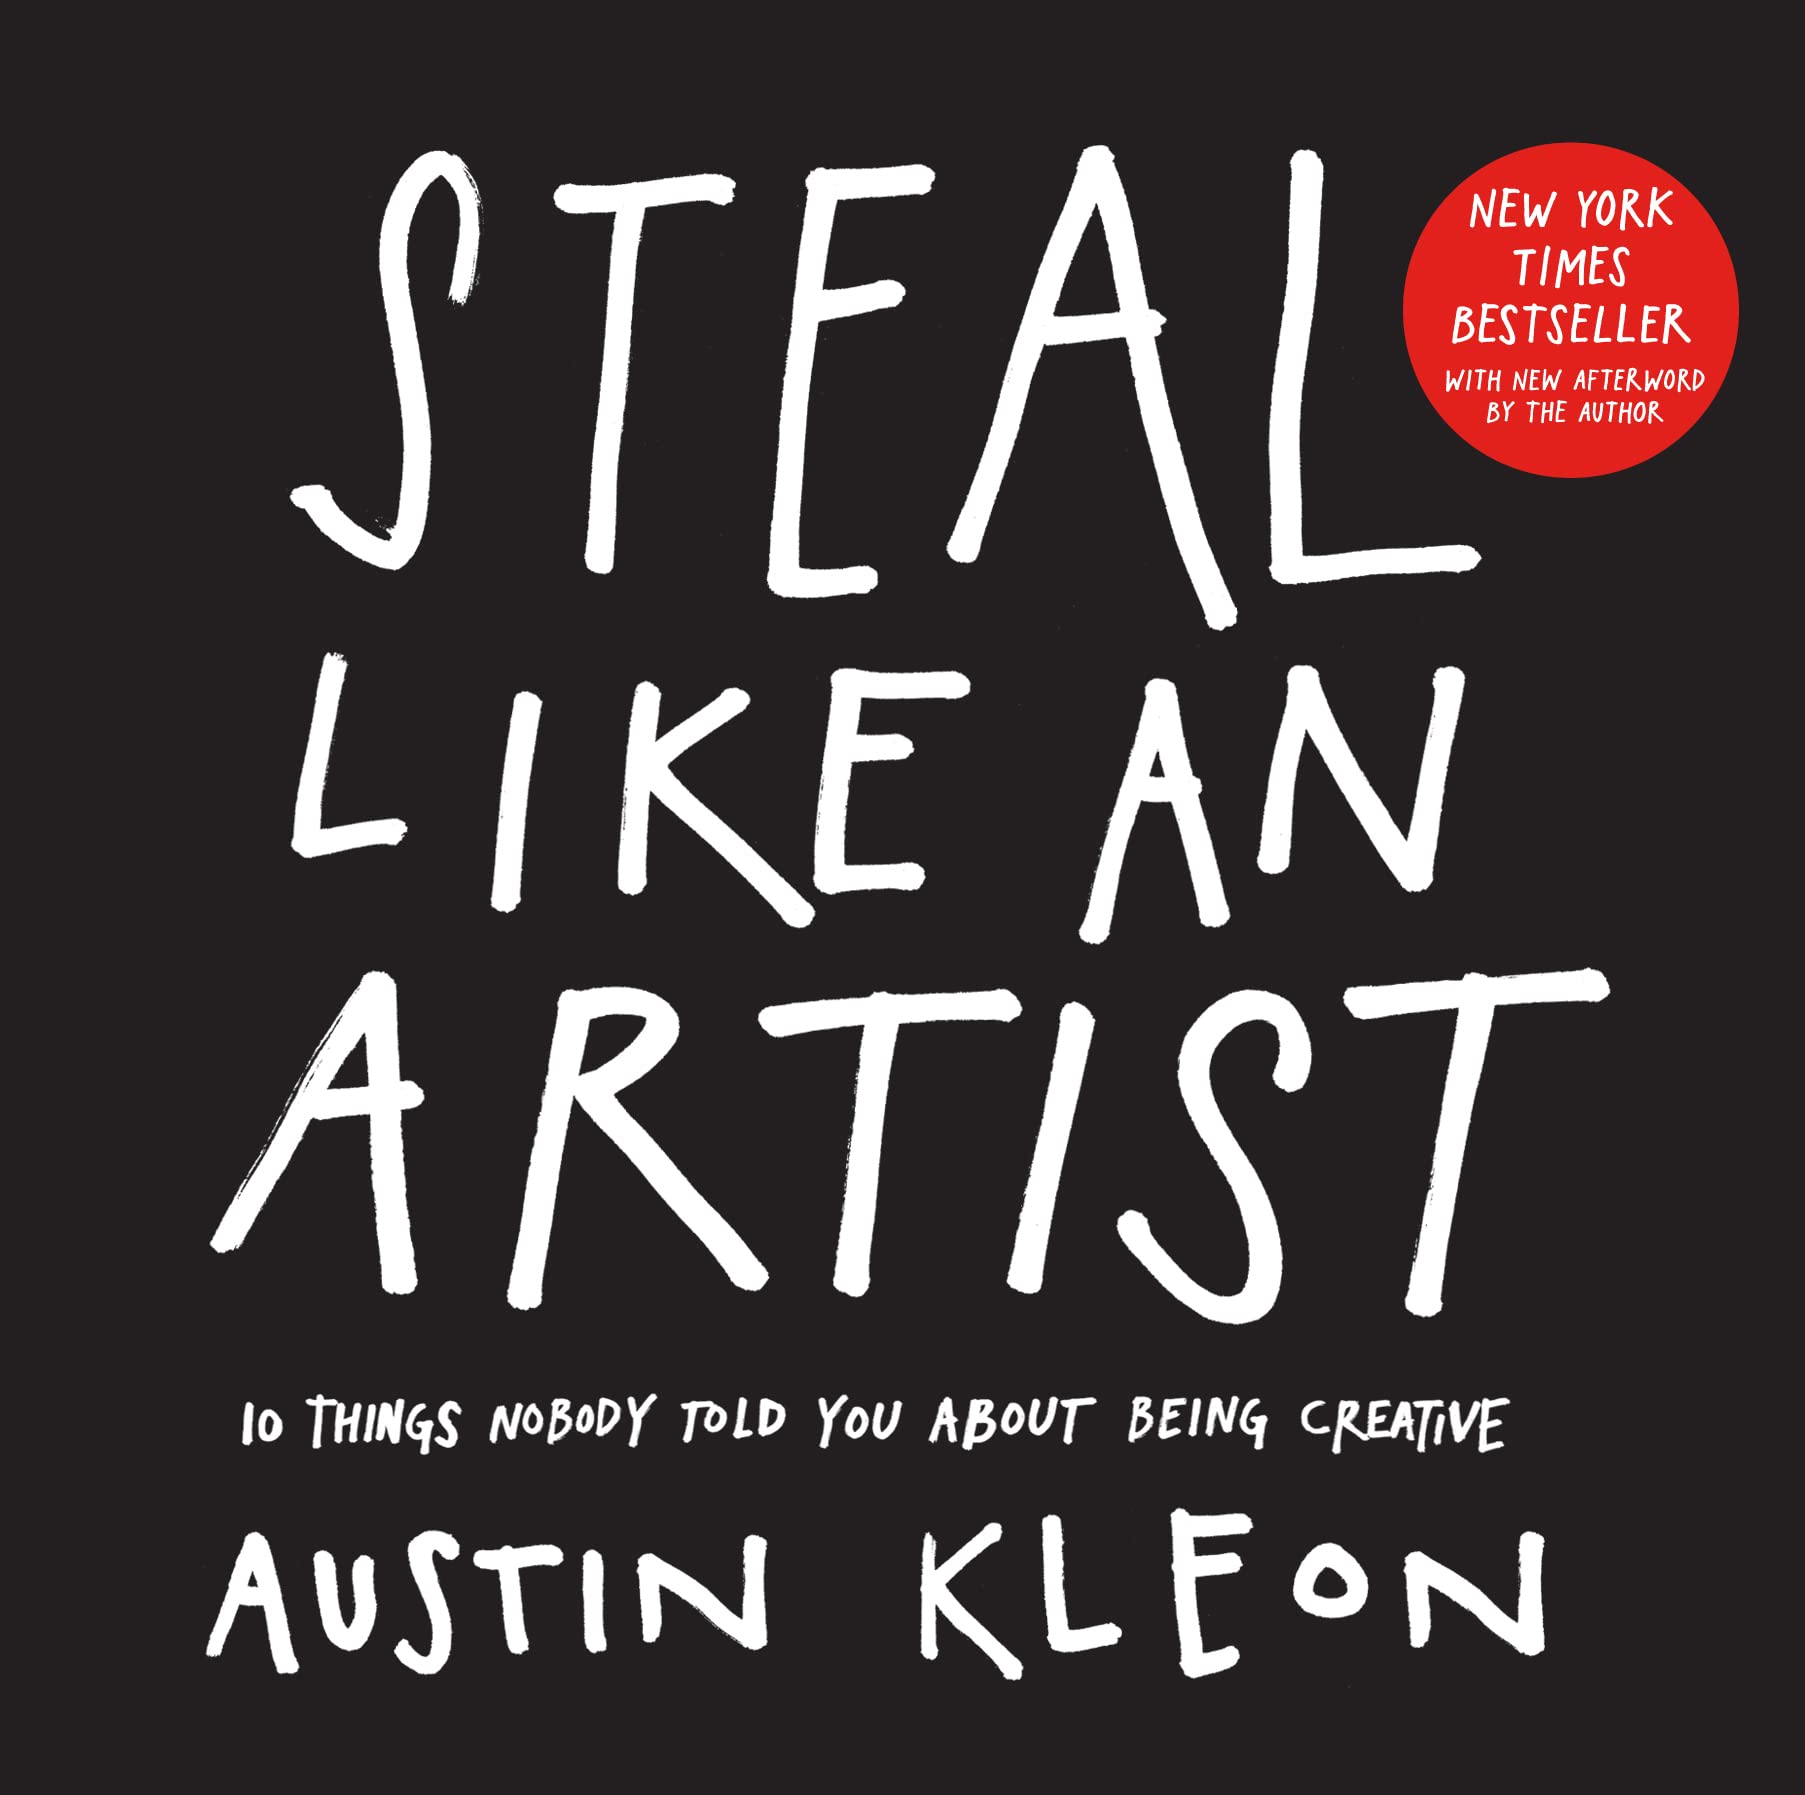 STEAL
LIKE AN
ARTIST
NEW YORK
TIMES
BESTSELLER
WITH NEW AFTERWORD
BY THE AUTHOR
10 THINGS NOBODY TOLD YOU ABOUT BEING CREATIVE
AUSTIN KLEON